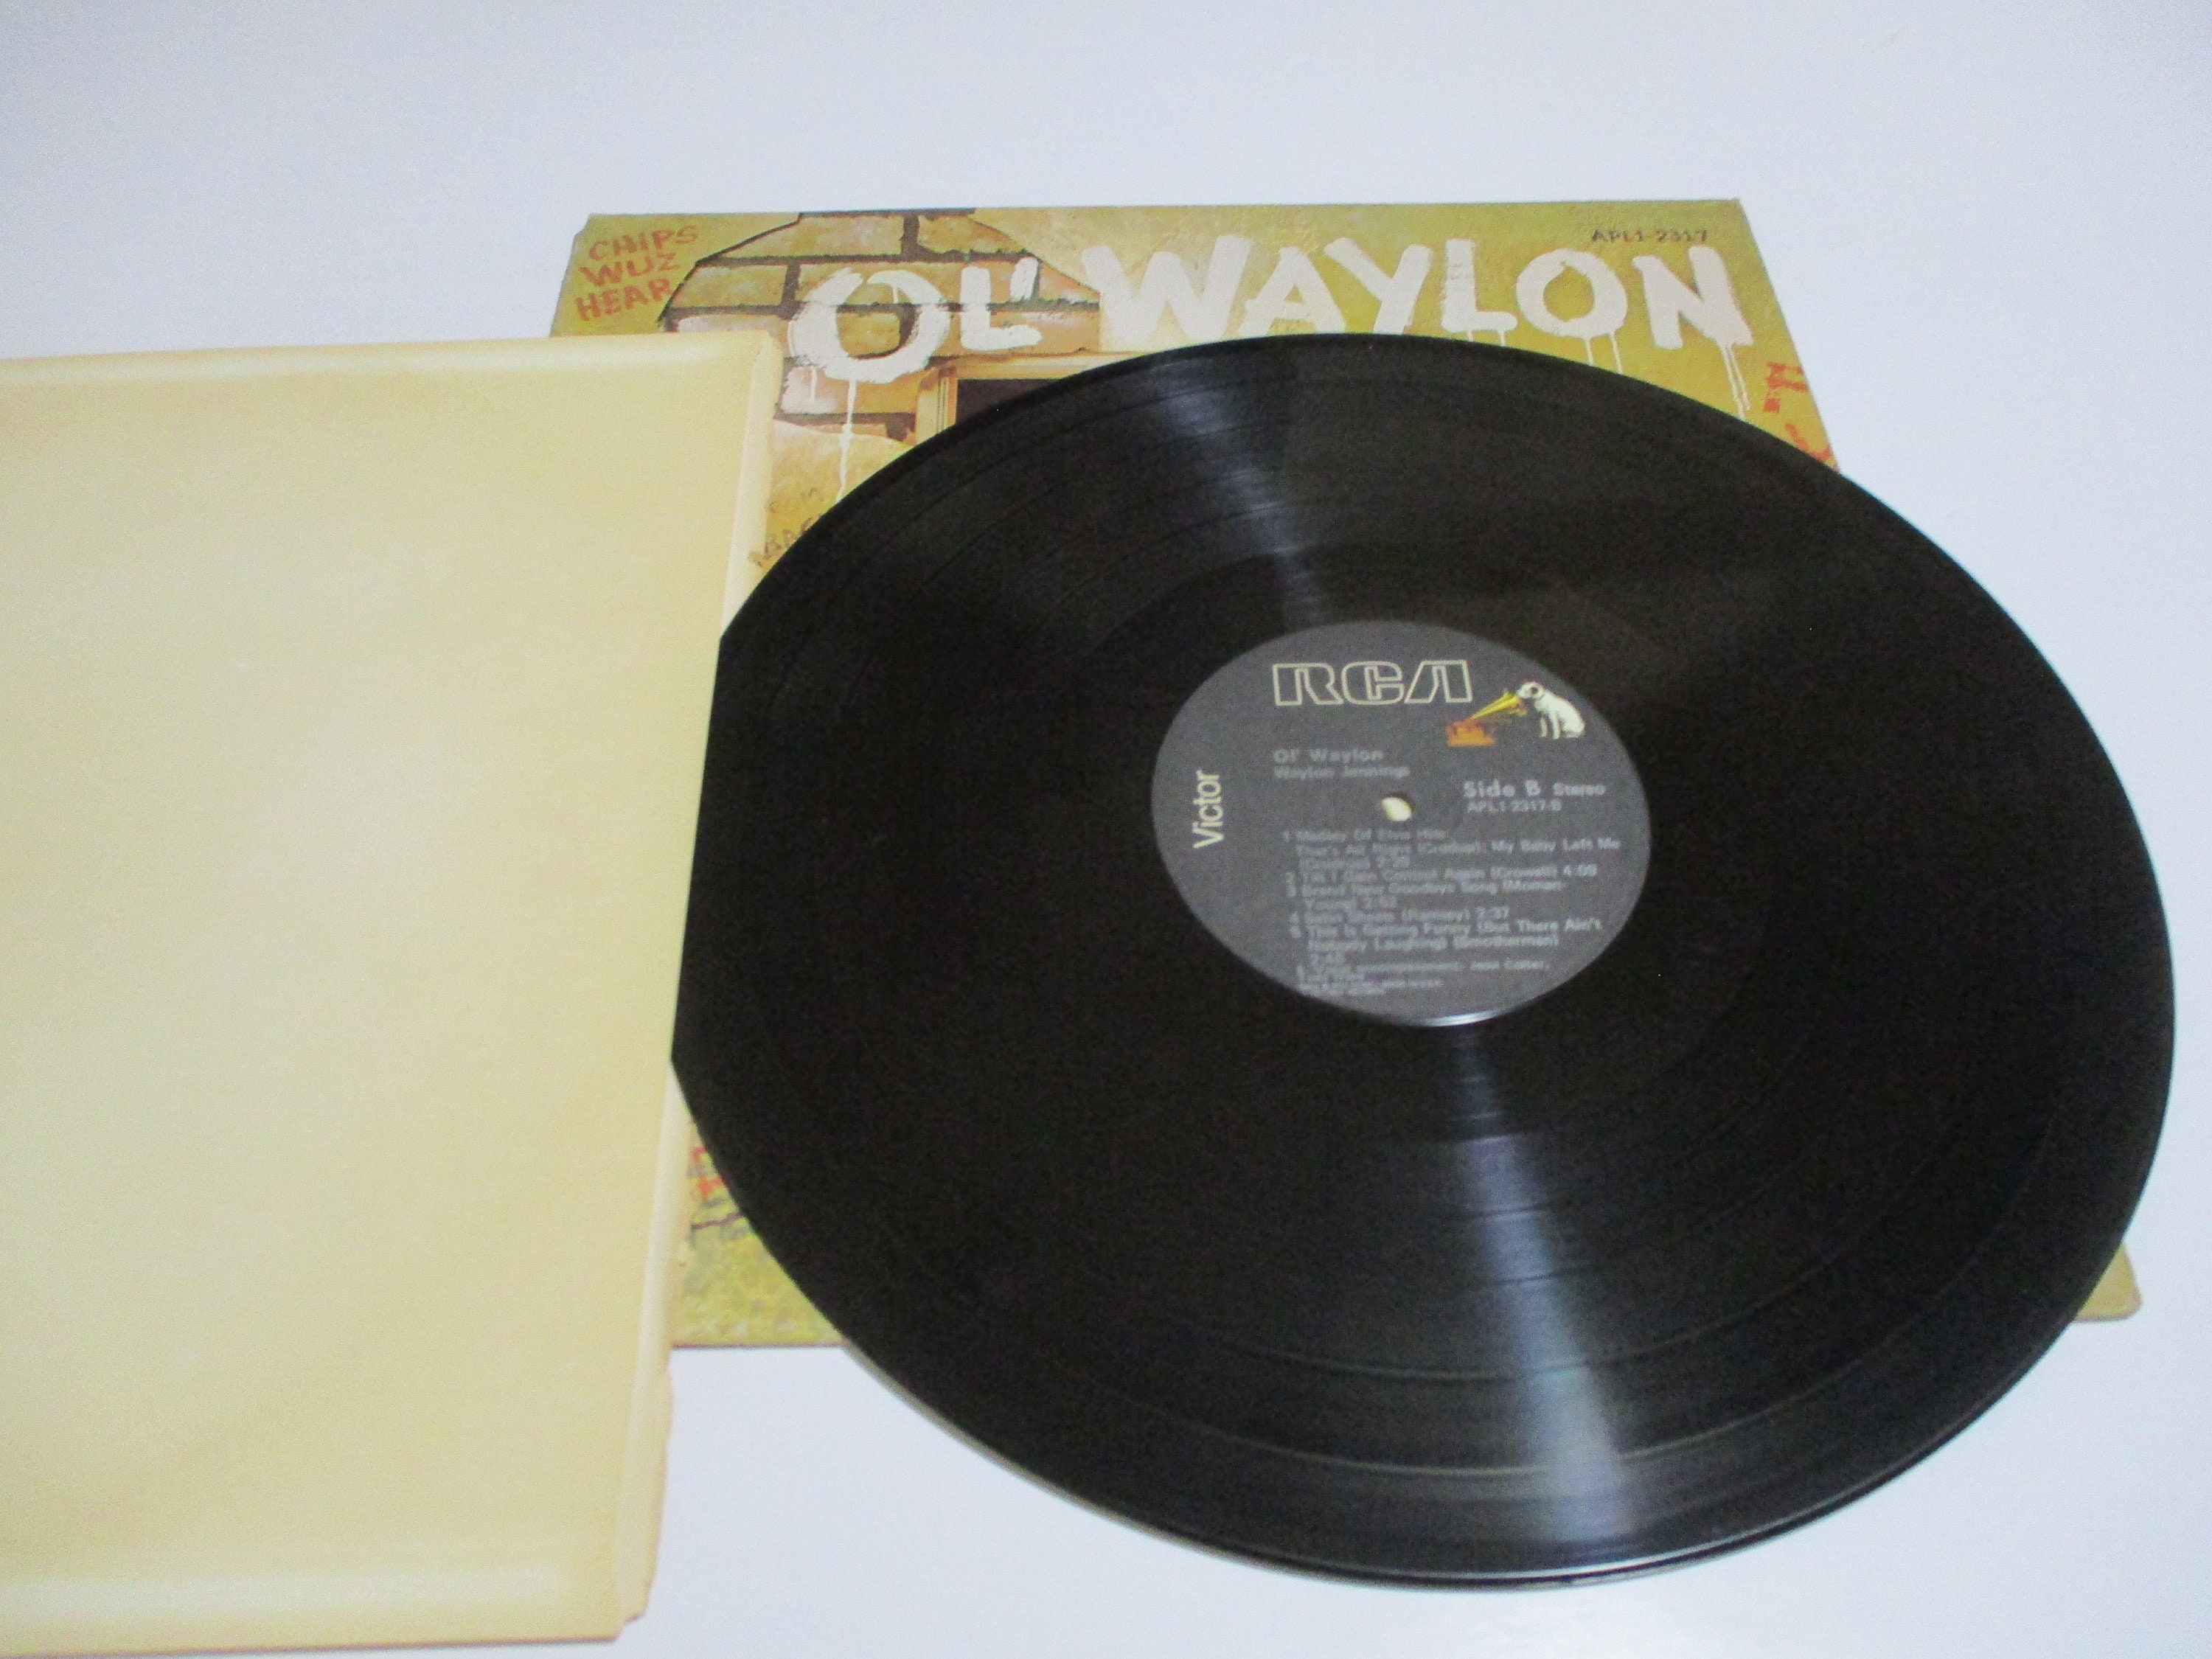 CHIPS
WUZ
HEAR
OL' WAYLON
APL1-2317
RCA
Victor
Ol' Waylon
Waylon Jennings
Side B Stereo
APL1-2317-B
1 Medley Of Elvis Hits:
That's All Right (Crudup); My Baby Left Me
(Crudup)
2 Till I Gain Control Again (Crowell) 4:09
3 Brand New Goodbye Song (Moman-
Young) 2:52
4 Satin Sheets (Ramsey) 2:37
5 This Is Getting Funny (But There Ain't
Nobody Laughing) (Smotherman)